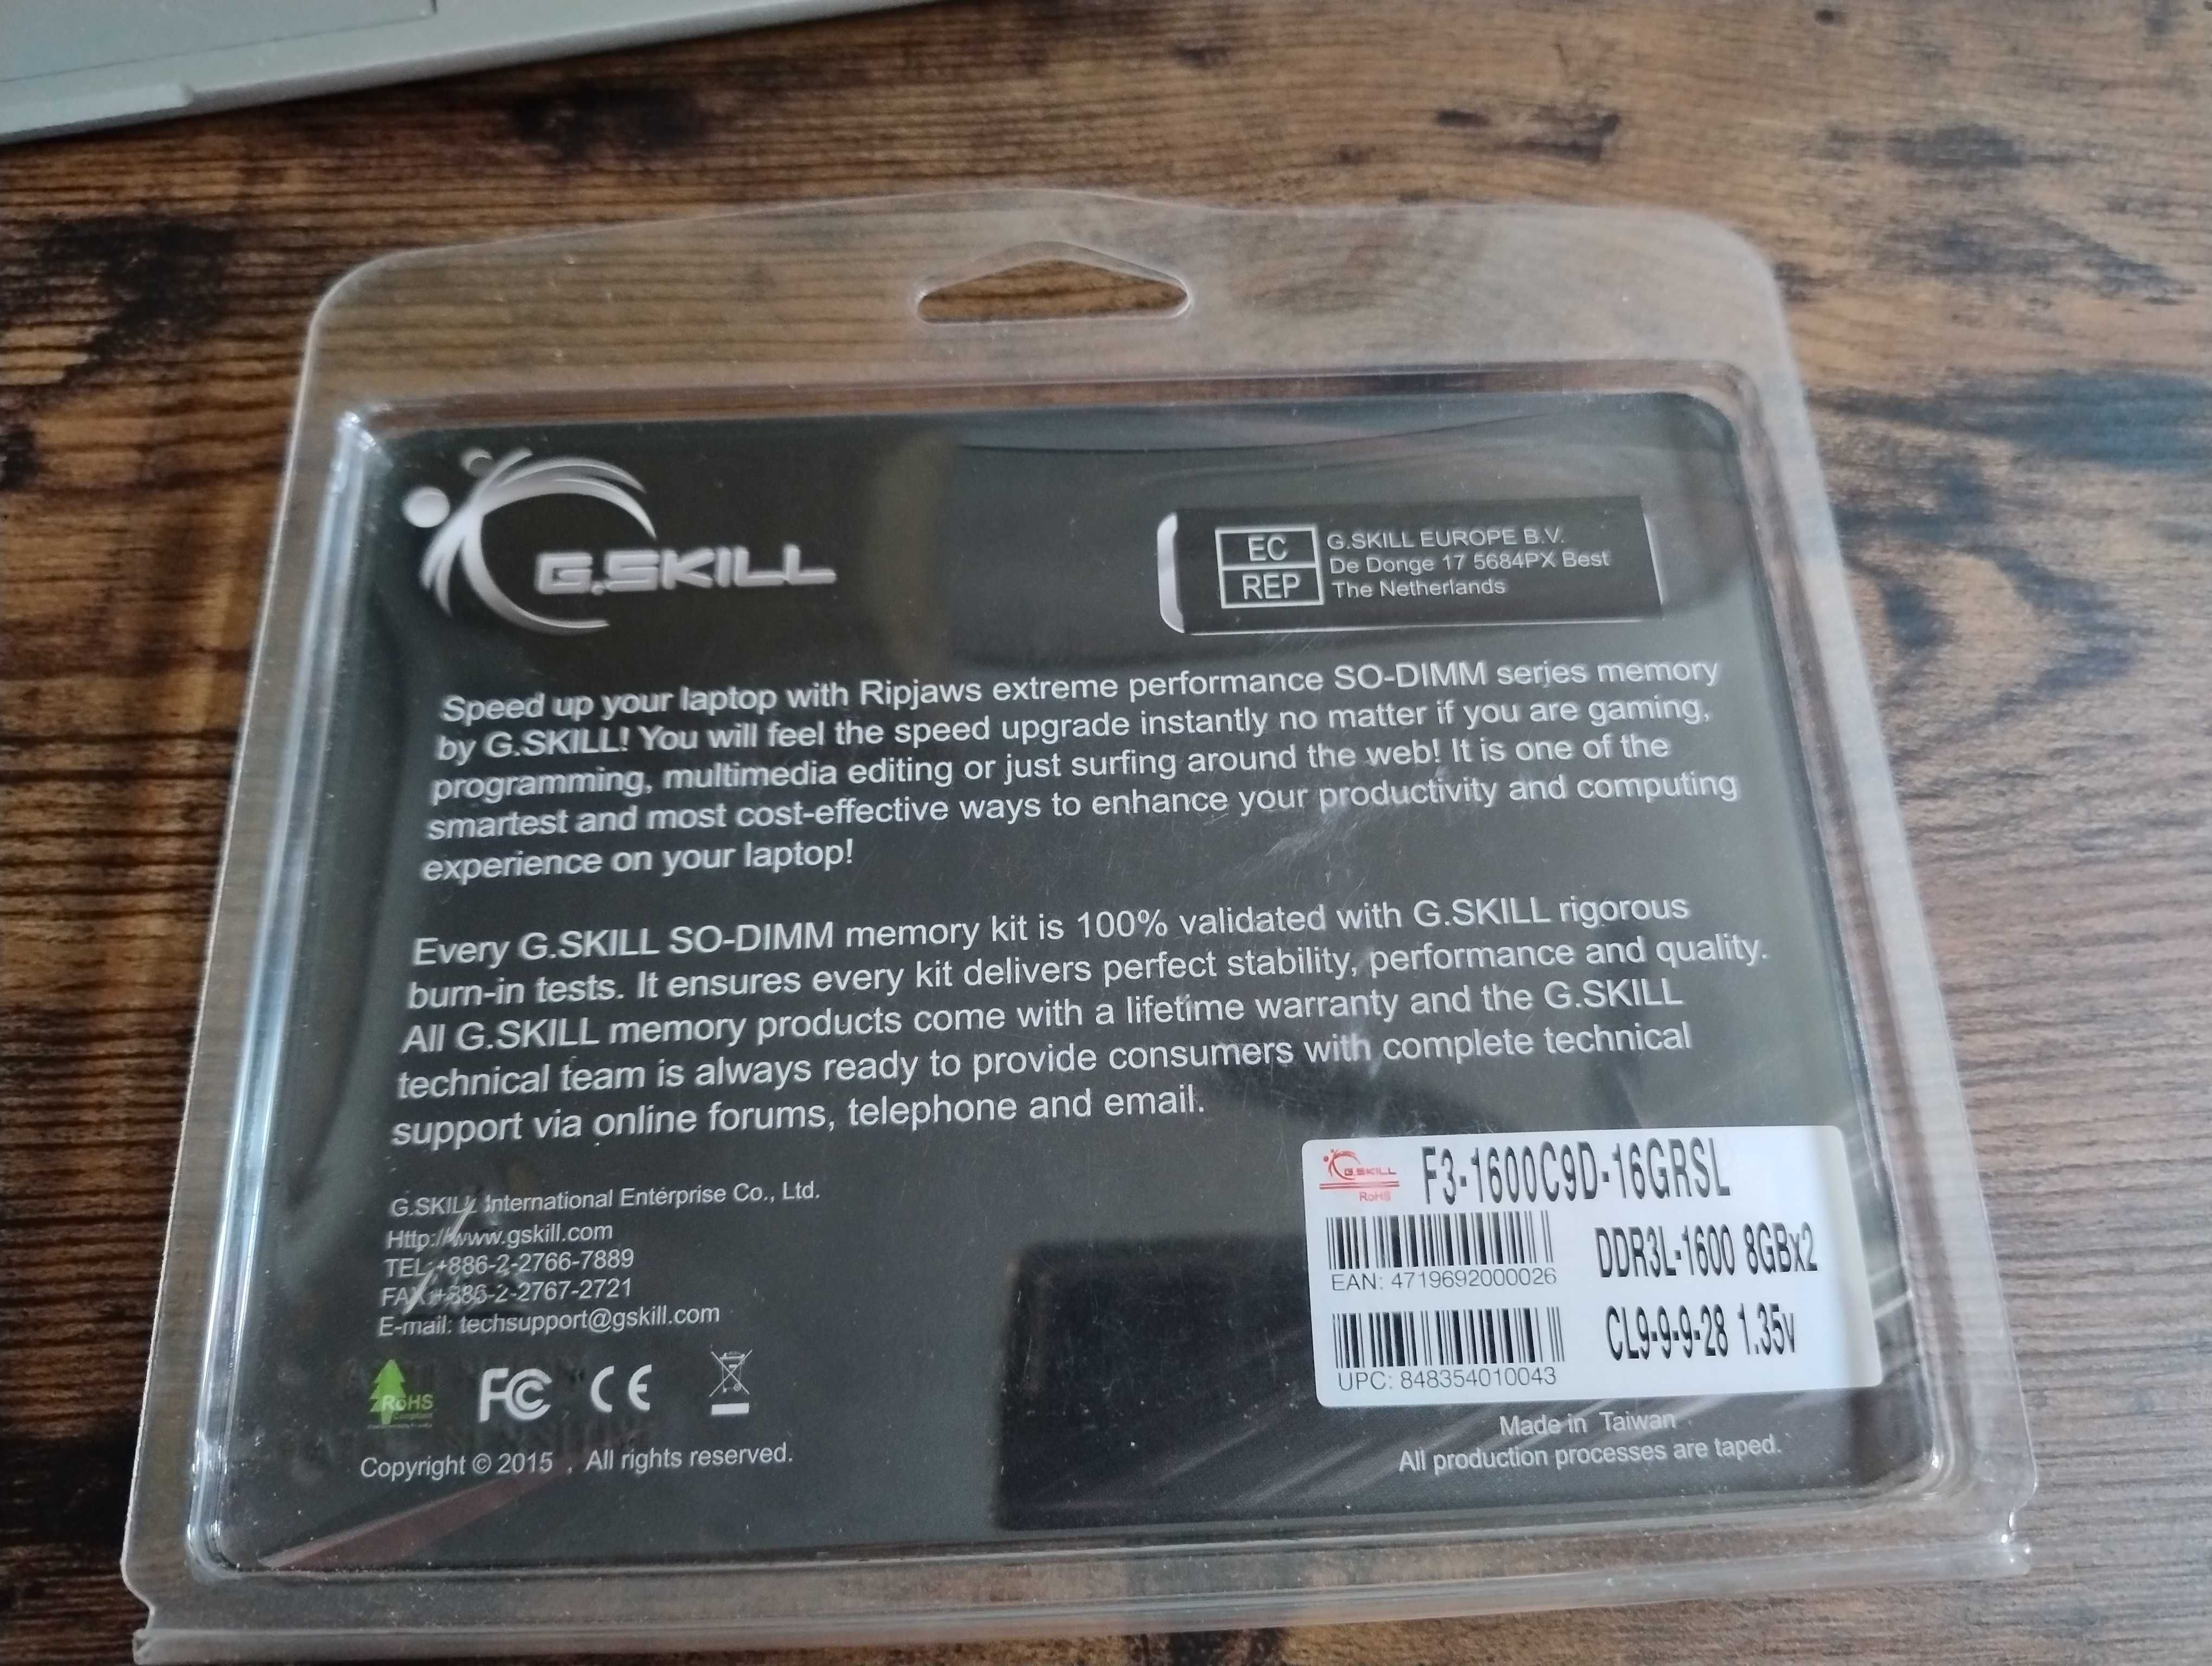 G.SKILL
EC
REP
G.SKILL EUROPE B.V.
De Donge 17 5684PX Best
The Netherlands
Speed up your laptop with Ripjaws extreme performance SO-DIMM series memory
by G.SKILL! You will feel the speed upgrade instantly no matter if you are gaming,
programming, multimedia editing or just surfing around the web! It is one of the
smartest and most cost-effective ways to enhance your productivity and computing
experience on your laptop!
Every G.SKILL SO-DIMM memory kit is 100% validated with G.SKILL rigorous
burn-in tests. It ensures every kit delivers perfect stability, performance and quality.
All G.SKILL memory products come with a lifetime warranty and the G.SKILL
technical team is always ready to provide consumers with complete technical
support via online forums, telephone and email.
G.SKILL International Enterprise Co., Ltd.
Http://www.gskill.com
TEL:+886-2-2766-7889
FAX:+886-2-2767-2721
E-mail: techsupport@gskill.com
RoHS
Compliant
FC CE
Copyright © 2015 , All rights reserved.
G.SKILL
RoHS
F3-1600C9D-16GRSL
EAN: 4719692000026
DDR3L-1600 8GBx2
UPC: 848354010043
CL9-9-9-28 1.35v
Made in Taiwan
All production processes are taped.